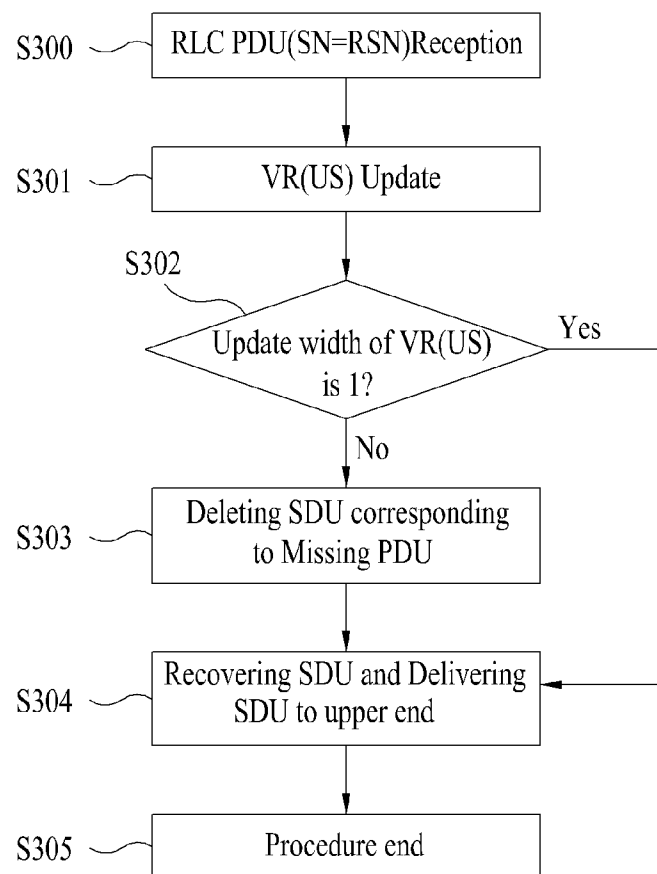 S300
RLC PDU(SN=RSN)Reception
S301
VR(US) Update
S302
Update width of VR(US)
is 1?
Yes
No
S303
Deleting SDU corresponding
to Missing PDU
S304
Recovering SDU and Delivering
SDU to upper end
S305
Procedure end